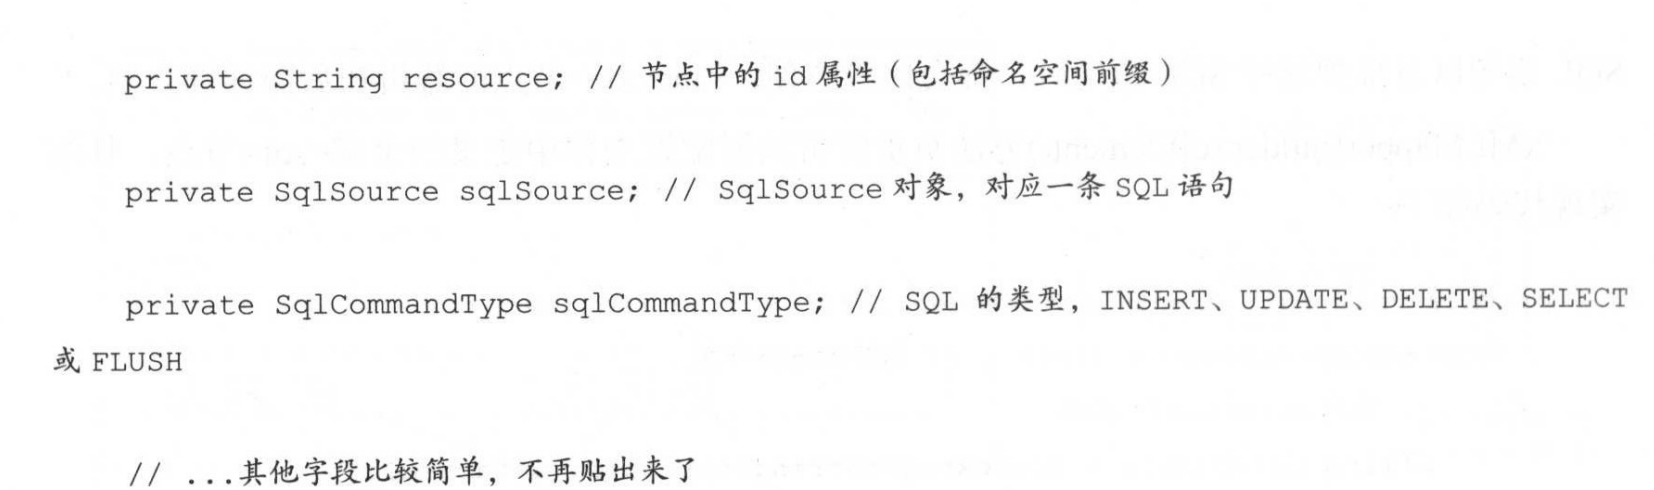 private String resource; // 节点中的 id 属性（包括命名空间前缀）
private SqlSource sqlSource; // SqlSource 对象，对应一条 SQL 语句
private SqlCommandType sqlCommandType; // SQL 的类型，INSERT、UPDATE、DELETE、SELECT
或 FLUSH
// ...其他字段比较简单，不再贴出来了